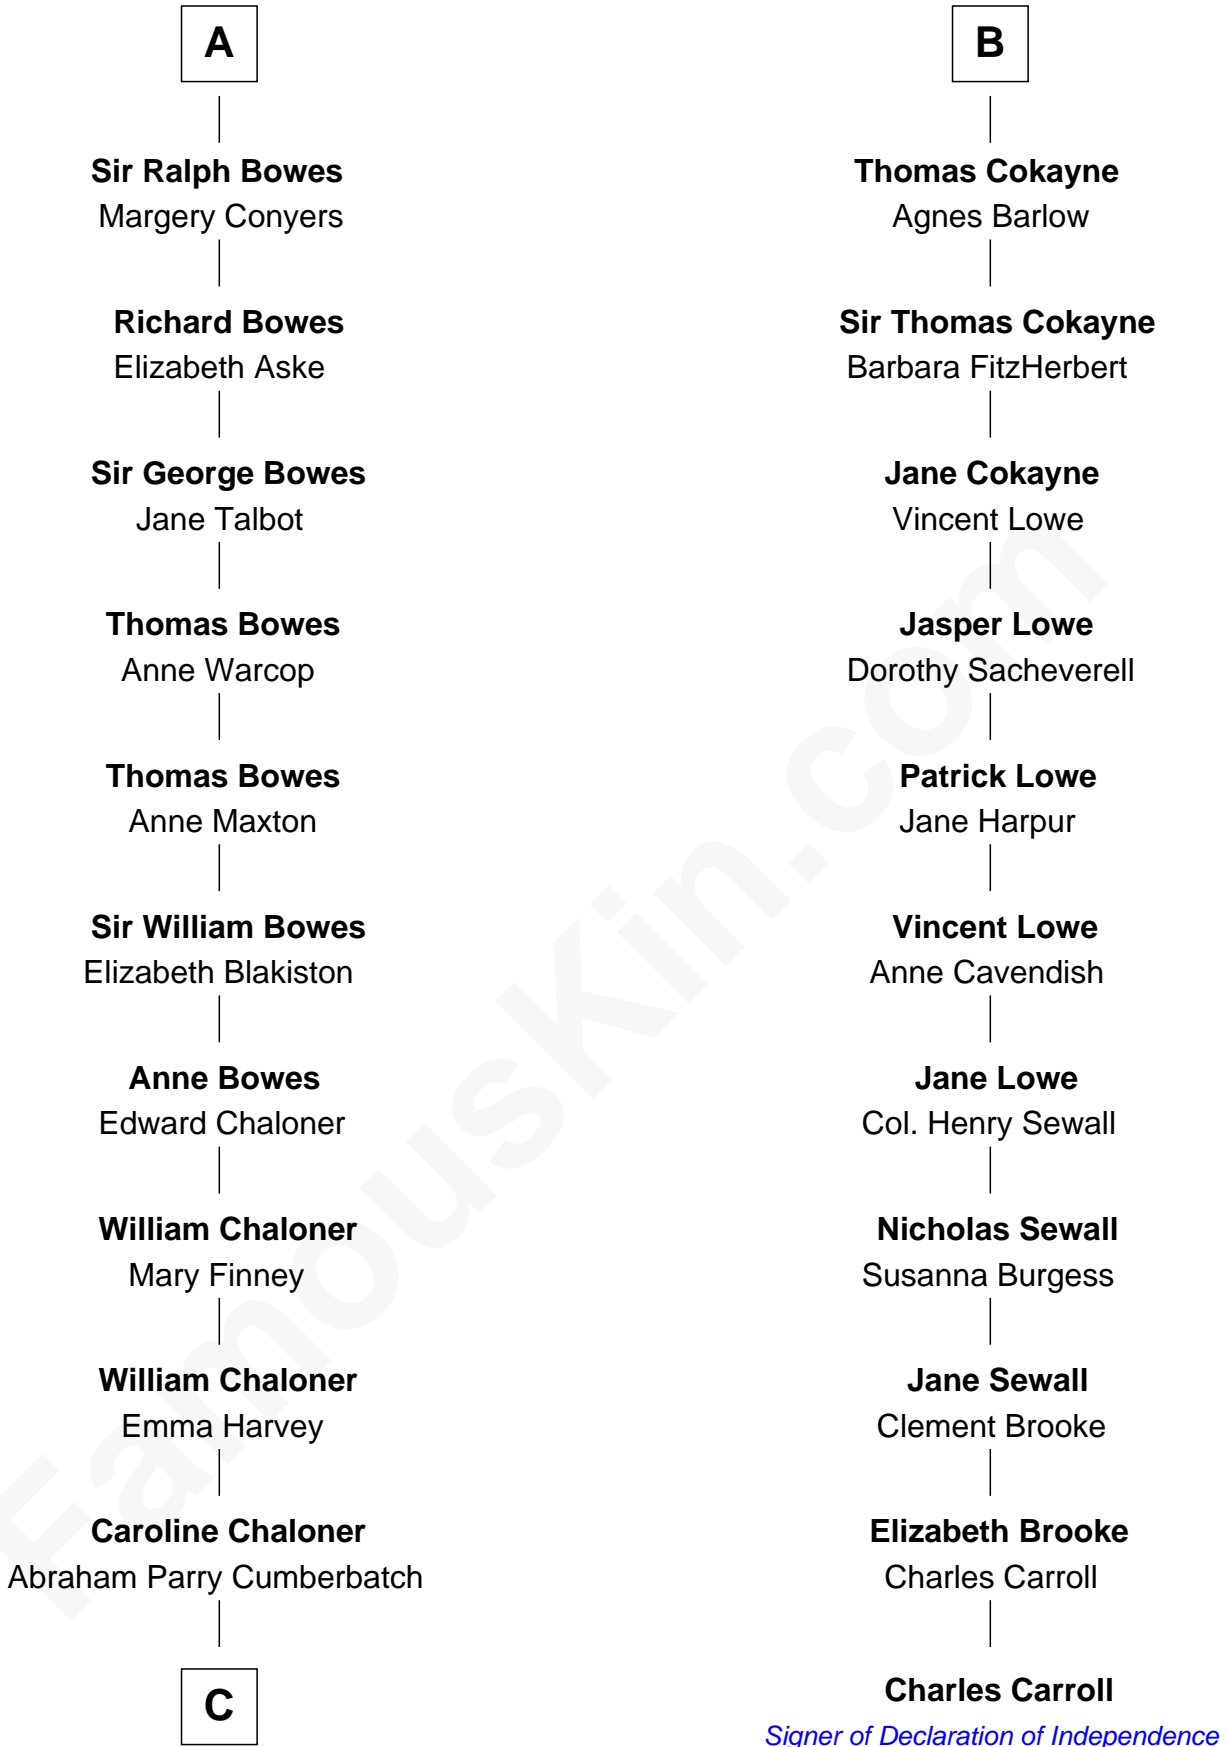 A
Sir Ralph Bowes
Margery Conyers
Richard Bowes
Elizabeth Aske
Sir George Bowes
Jane Talbot
Thomas Bowes
Anne Warcop
Thomas Bowes
Anne Maxton
Sir William Bowes
Elizabeth Blakiston
Anne Bowes
Edward Chaloner
William Chaloner
Mary Finney
William Chaloner
Emma Harvey
Caroline Chaloner
Abraham Parry Cumberbatch
C
B
Thomas Cokayne
Agnes Barlow
Sir Thomas Cokayne
Barbara FitzHerbert
Jane Cokayne
Vincent Lowe
Jasper Lowe
Dorothy Sacheverell
Patrick Lowe
Jane Harpur
Vincent Lowe
Anne Cavendish
Jane Lowe
Col. Henry Sewall
Nicholas Sewall
Susanna Burgess
Jane Sewall
Clement Brooke
Elizabeth Brooke
Charles Carroll
Charles Carroll
Signer of Declaration of Independence
FamousKin.com